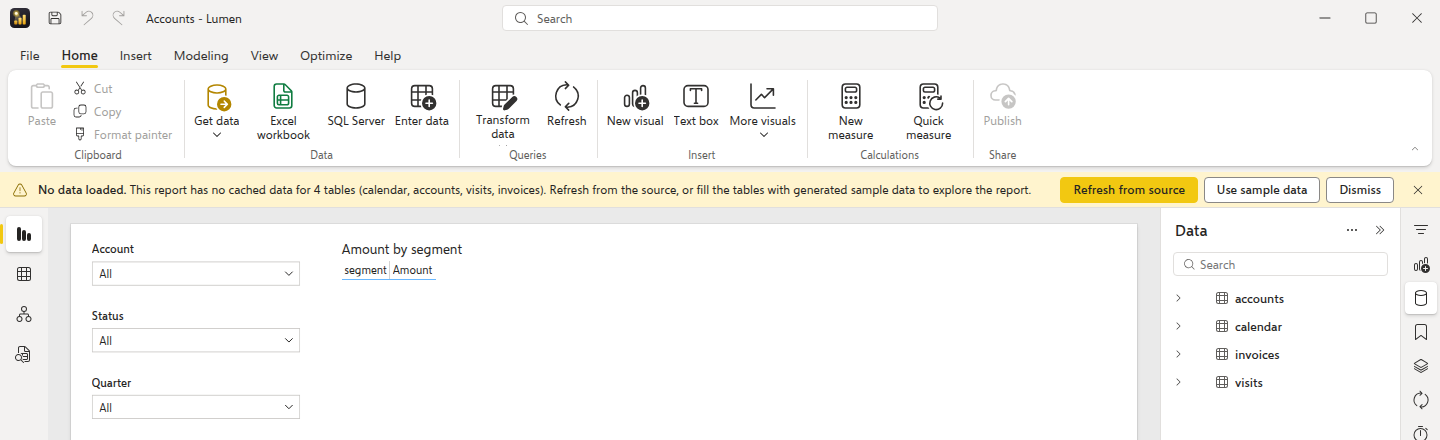 Accounts - Lumen
Search
File Home Insert Modeling View Optimize Help
Paste
Cut
Copy
Format painter
Clipboard
Get data
Excel workbook
SQL Server
Enter data
Data
Transform data
Refresh
Queries
New visual
Text box
More visuals
Insert
New measure
Quick measure
Calculations
Publish
Share
No data loaded. This report has no cached data for 4 tables (calendar, accounts, visits, invoices). Refresh from the source, or fill the tables with generated sample data to explore the report.
Refresh from source
Use sample data
Dismiss
Account
All
Status
All
Quarter
All
Amount by segment
segment Amount
Data
Search
accounts
calendar
invoices
visits